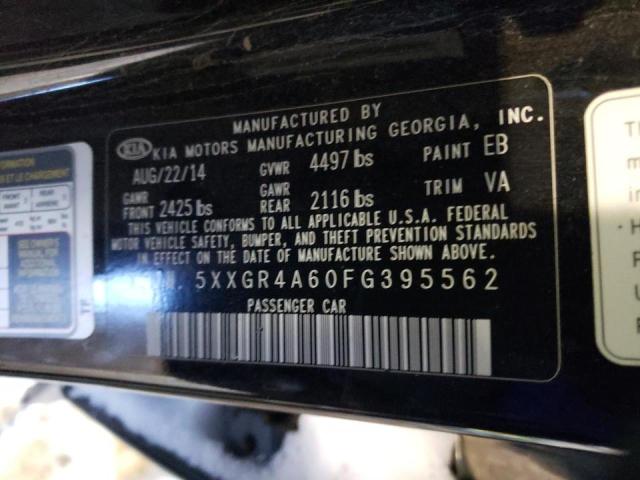 MANUFACTURED BY
KIA KIA MOTORS MANUFACTURING GEORGIA, INC.
AUG/22/14 GVWR 4497 lbs PAINT EB
GAWR FRONT 2425 lbs GAWR REAR 2116 lbs TRIM VA
THIS VEHICLE CONFORMS TO ALL APPLICABLE U.S.A. FEDERAL
MOTOR VEHICLE SAFETY, BUMPER, AND THEFT PREVENTION STANDARDS
IN EFFECT ON THE DATE OF MANUFACTURE SHOWN ABOVE.
5XXGR4A60FG395562
PASSENGER CAR